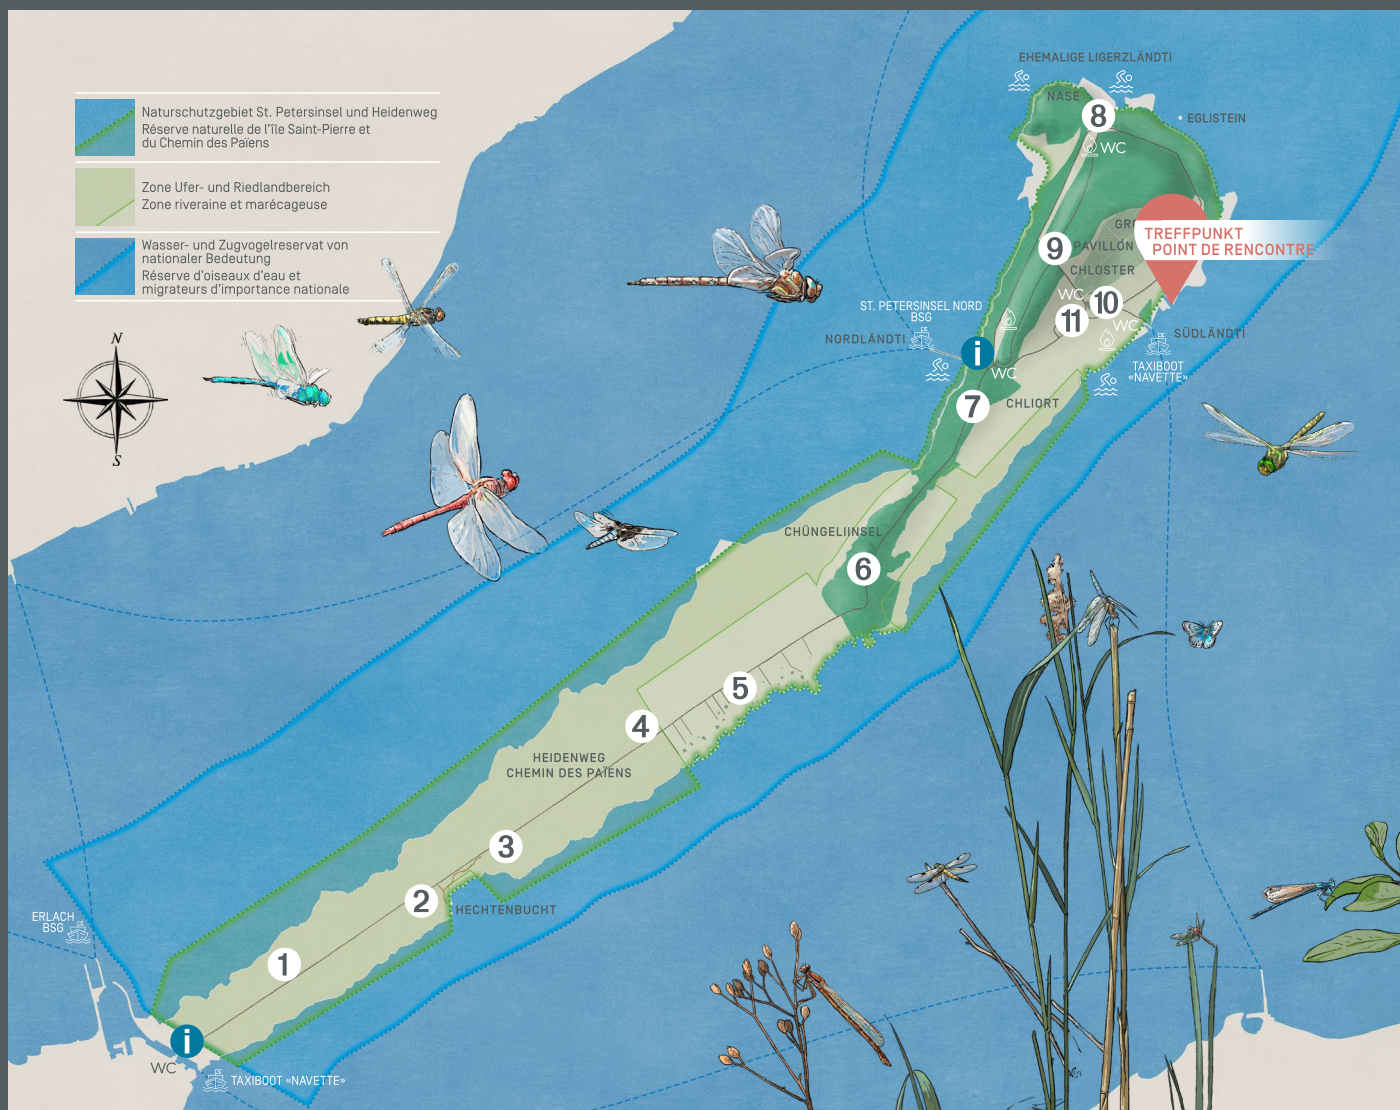 Naturschutzgebiet St. Petersinsel und Heidenweg
Réserve naturelle de l'île Saint-Pierre et
du Chemin des Païens
Zone Ufer- und Riedlandbereich
Zone riveraine et marécageuse
Wasser- und Zugvogelreservat von
nationaler Bedeutung
Réserve d'oiseaux d'eau et
migrateurs d'importance nationale
N
S
EHEMALIGE LIGERZLÄNDTI
NASE
8
WC
EGLISTEIN
TREFFPUNKT
POINT DE RENCONTRE
9
PAVILLON
CHLOSTER
WC
10
11
WC
ST. PETERSINSEL NORD
BSG
NORDLÄNDTI
i
WC
SÜDLÄNDTI
TAXIBOOT
«NAVETTE»
7
CHLIORT
CHÜNGELIINSEL
6
5
4
HEIDENWEG
CHEMIN DES PAÏENS
3
2
HECHTENBUCHT
ERLACH
BSG
1
i
WC
TAXIBOOT «NAVETTE»